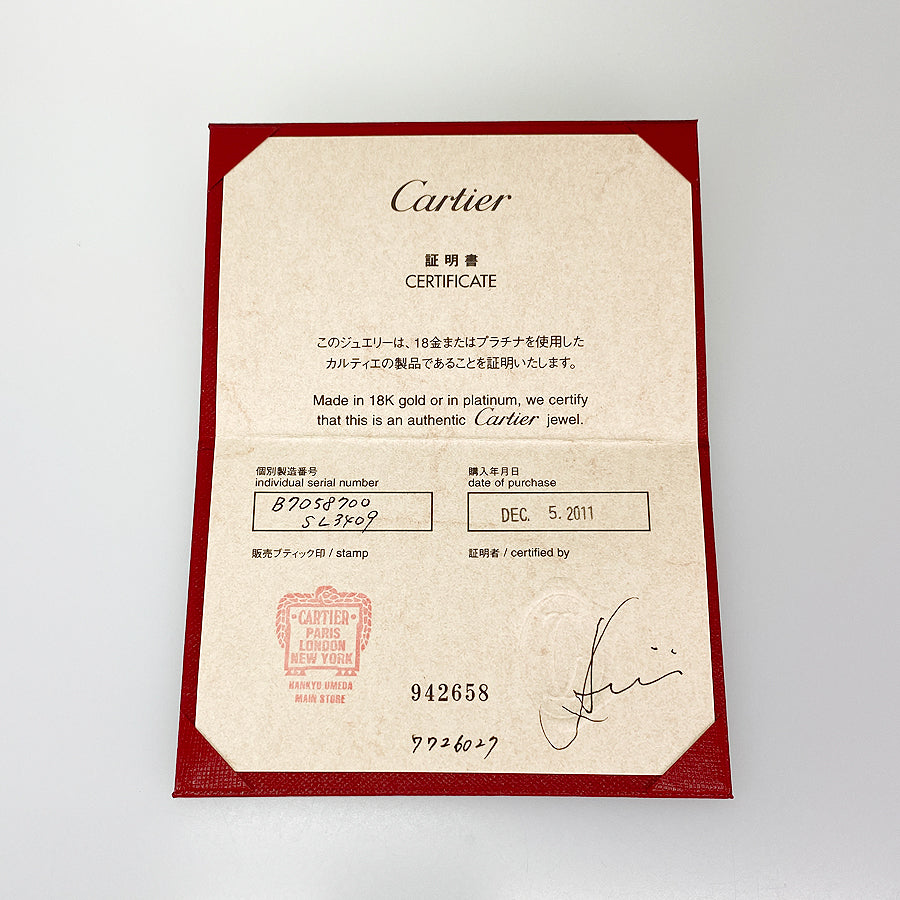 Cartier
証明書
CERTIFICATE
このジュエリーは、18金またはプラチナを使用した
カルティエの製品であることを証明いたします。
Made in 18K gold or in platinum, we certify
that this is an authentic Cartier jewel.
個別製造番号
individual serial number
B7058700
SL3409
購入年月日
date of purchase
DEC. 5. 2011
販売ブティック印 / stamp
証明者 / certified by
·CARTIER·
PARIS
LONDON
NEW YORK
HANKYU UMEDA
MAIN STORE
942658
7726027